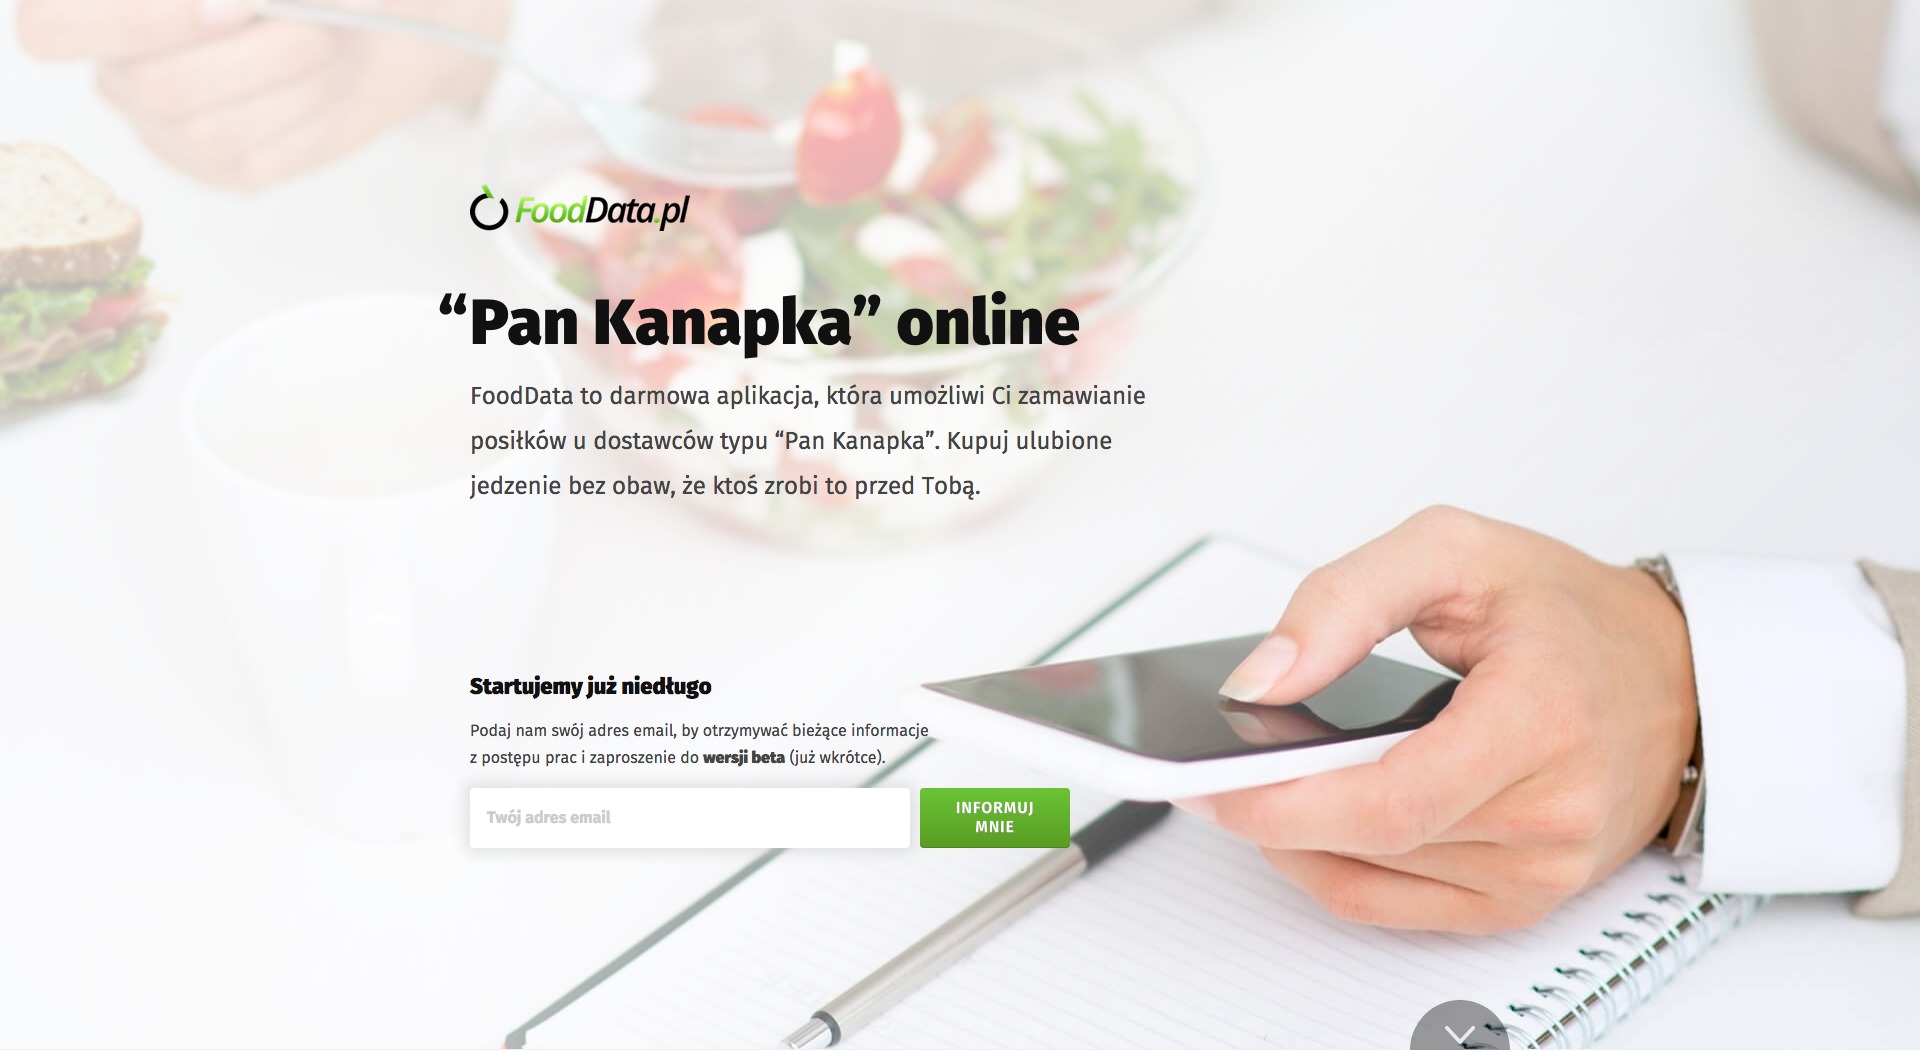 FoodData.pl
“Pan Kanapka” online
FoodData to darmowa aplikacja, która umożliwi Ci zamawianie
posiłków u dostawców typu “Pan Kanapka”. Kupuj ulubione
jedzenie bez obaw, że ktoś zrobi to przed Tobą.
Startujemy już niedługo
Podaj nam swój adres email, by otrzymywać bieżące informacje
z postępu prac i zaproszenie do wersji beta (już wkrótce).
Twój adres email
INFORMUJ
MNIE